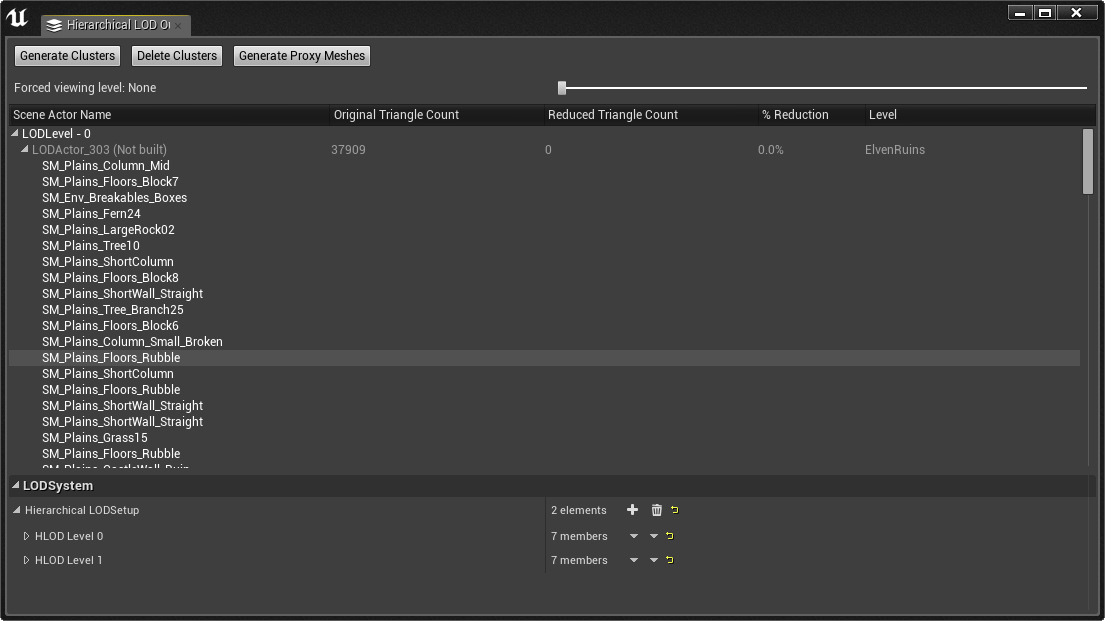 Hierarchical LOD O
Generate Clusters Delete Clusters Generate Proxy Meshes
Forced viewing level: None
Scene Actor Name Original Triangle Count Reduced Triangle Count % Reduction Level
LODLevel - 0
LODActor_303 (Not built) 37909 0 0.0% ElvenRuins
SM_Plains_Column_Mid
SM_Plains_Floors_Block7
SM_Env_Breakables_Boxes
SM_Plains_Fern24
SM_Plains_LargeRock02
SM_Plains_Tree10
SM_Plains_ShortColumn
SM_Plains_Floors_Block8
SM_Plains_ShortWall_Straight
SM_Plains_Tree_Branch25
SM_Plains_Floors_Block6
SM_Plains_Column_Small_Broken
SM_Plains_Floors_Rubble
SM_Plains_ShortColumn
SM_Plains_Floors_Rubble
SM_Plains_ShortWall_Straight
SM_Plains_ShortWall_Straight
SM_Plains_Grass15
SM_Plains_Floors_Rubble
LODSystem
Hierarchical LODSetup 2 elements
HLOD Level 0 7 members
HLOD Level 1 7 members